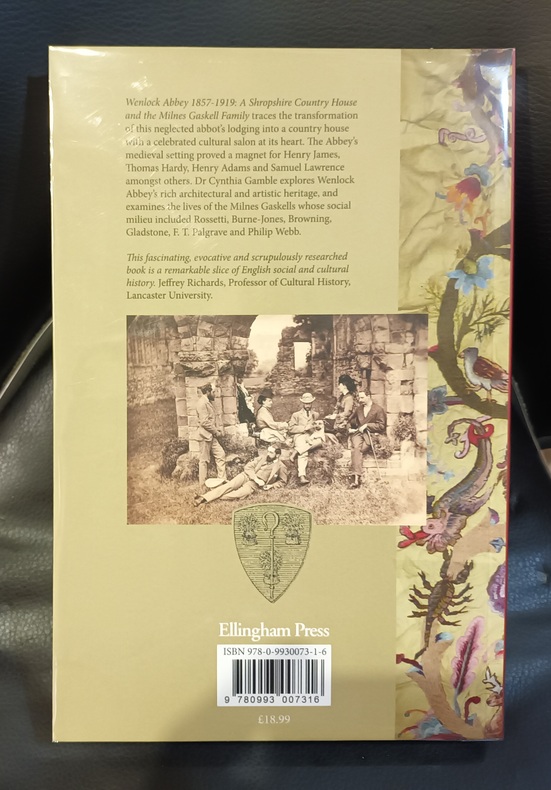 Wenlock Abbey 1857-1919: A Shropshire Country House
and the Milnes Gaskell Family traces the transformation
of this neglected abbot's lodging into a country house
with a celebrated cultural salon at its heart. The Abbey's
medieval setting proved a magnet for Henry James,
Thomas Hardy, Henry Adams and Samuel Lawrence
amongst others. Dr Cynthia Gamble explores Wenlock
Abbey's rich architectural and artistic heritage, and
examines the lives of the Milnes Gaskells whose social
milieu included Rossetti, Burne-Jones, Browning,
Gladstone, F. T. Palgrave and Philip Webb.
This fascinating, evocative and scrupulously researched
book is a remarkable slice of English social and cultural
history. Jeffrey Richards, Professor of Cultural History,
Lancaster University.
Ellingham Press
ISBN 978-0-9930073-1-6
9 780993 007316
£18.99